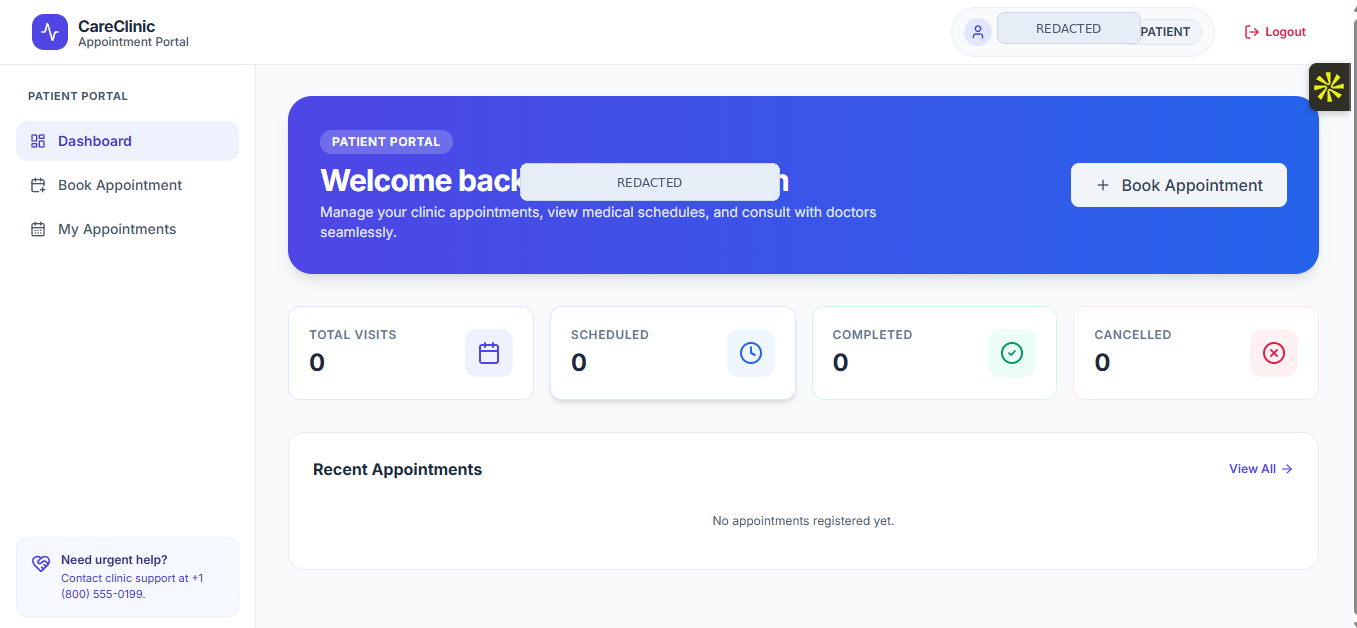 CareClinic
Appointment Portal
REDACTED
PATIENT
Logout
PATIENT PORTAL
Dashboard
Book Appointment
My Appointments
Need urgent help?
Contact clinic support at +1
(800) 555-0199.
PATIENT PORTAL
Welcome back
REDACTED
Manage your clinic appointments, view medical schedules, and consult with doctors
seamlessly.
Book Appointment
TOTAL VISITS
0
SCHEDULED
0
COMPLETED
0
CANCELLED
0
Recent Appointments
View All
No appointments registered yet.